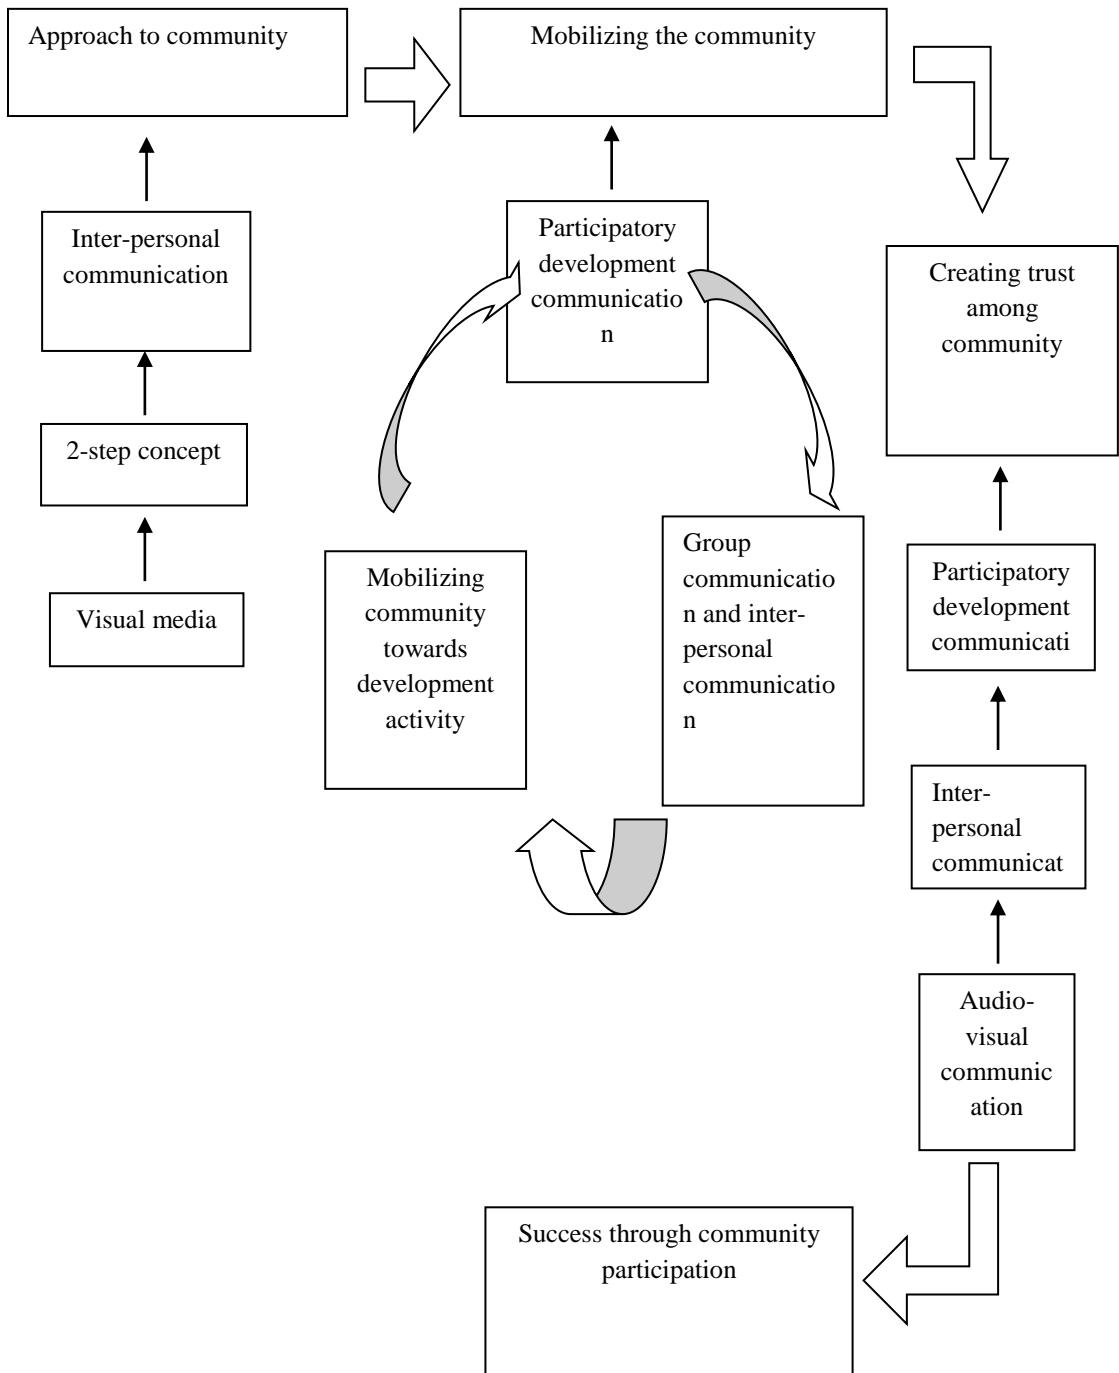 Approach to community
Mobilizing the community
Inter-personal
communication
Participatory
development
communicatio
n
Creating trust
among
community
2-step concept
Visual media
Mobilizing
community
towards
development
activity
Group
communicatio
n and inter-
personal
communicatio
n
Participatory
development
communicati
Inter-
personal
communicat
Audio-
visual
communic
ation
Success through community
participation